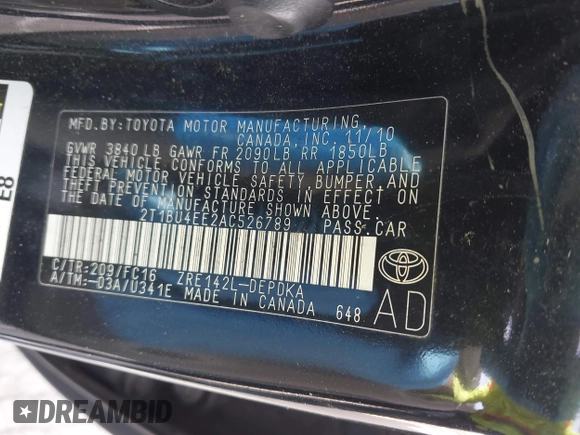 MFD.BY:TOYOTA MOTOR MANUFACTURING,
CANADA,INC. 11/10
GVWR 3840 LB GAWR FR 2090LB RR 1850LB
THIS VEHICLE CONFORMS TO ALL APPLICABLE
FEDERAL MOTOR VEHICLE SAFETY,BUMPER,AND
THEFT PREVENTION STANDARDS IN EFFECT ON
THE DATE OF MANUFACTURE SHOWN ABOVE.
2T1BU4EE2AC526789 PASS.CAR
C/TR:209/FC16 ZRE142L-DEPDKA
A/TM:-03A/U341E MADE IN CANADA 648
AD
E8
DREAMBID